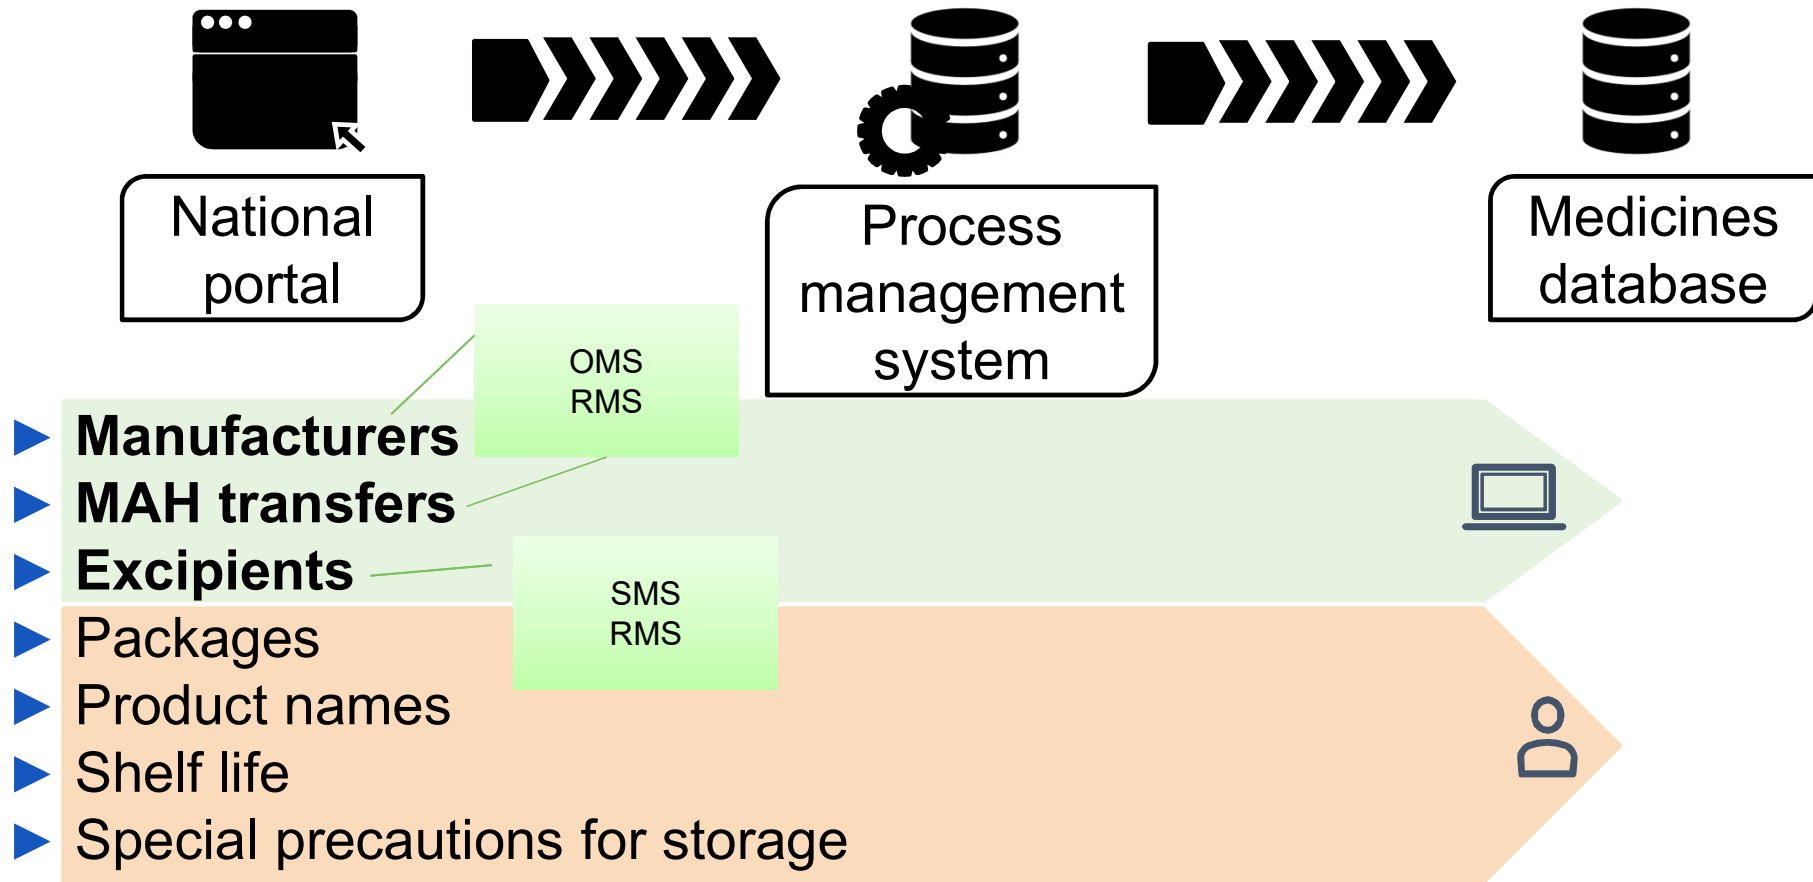 National
portal
Process
management
system
Medicines
database
OMS
RMS
Manufacturers
MAH transfers
Excipients
SMS
RMS
Packages
Product names
Shelf life
Special precautions for storage